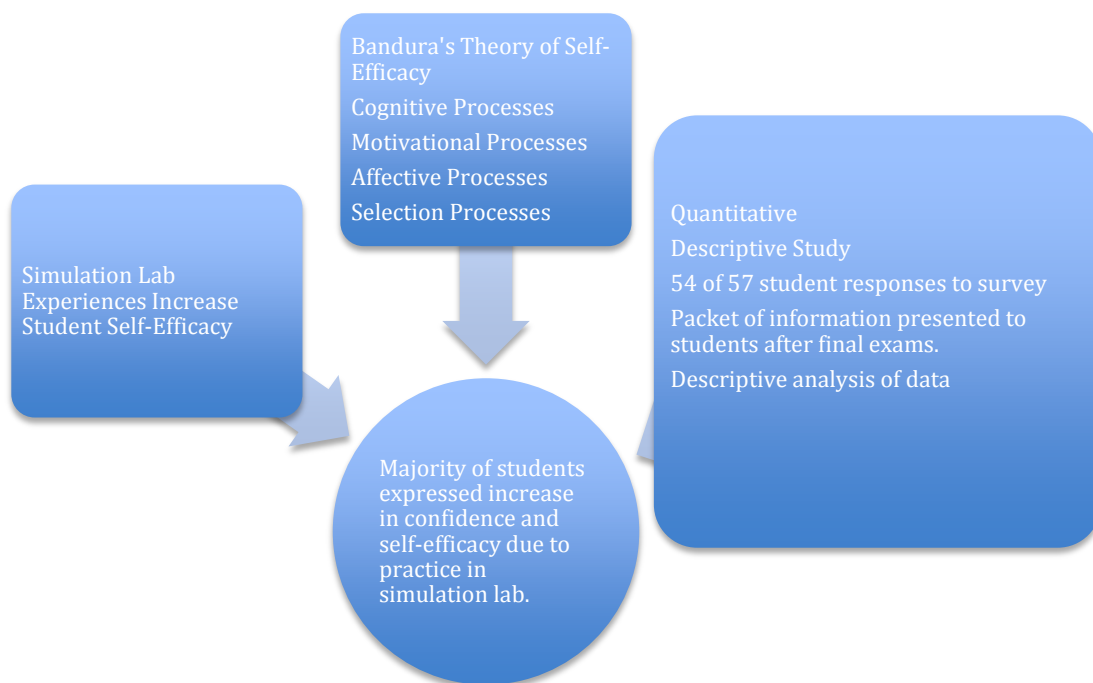 Bandura's Theory of Self-
Efficacy
Cognitive Processes
Motivational Processes
Affective Processes
Selection Processes
Simulation Lab
Experiences Increase
Student Self-Efficacy
Quantitative
Descriptive Study
54 of 57 student responses to survey
Packet of information presented to
students after final exams.
Descriptive analysis of data
Majority of students
expressed increase
in confidence and
self-efficacy due to
practice in
simulation lab.